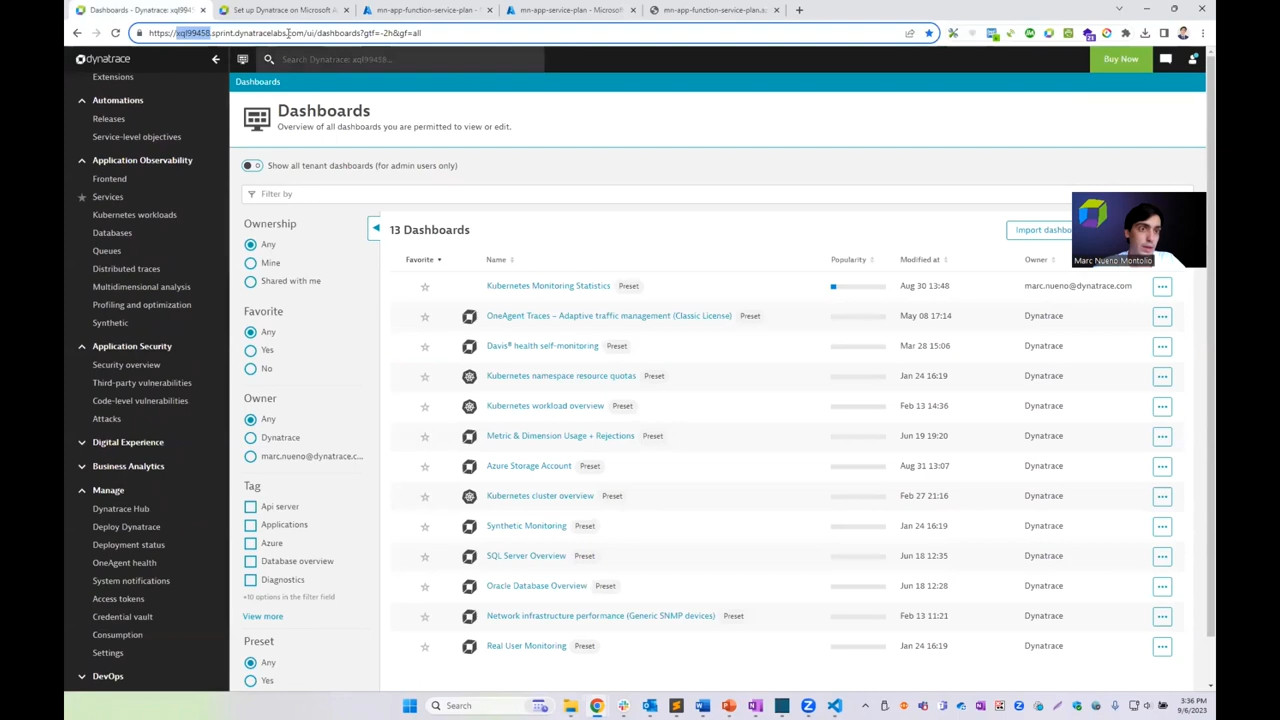 Dashboards - Dynatrace: xql9945
Set up Dynatrace on Microsoft A
mn-app-function-service-plan -
mn-app-service-plan - Microsoft
mn-app-function-service-plan.s
https://xql99458.sprint.dynatracelabs.com/ui/dashboards?gtf=-2h&gf=all
dynatrace
Search Dynatrace: xql99458...
Buy Now
Extensions
Automations
Releases
Service-level objectives
Application Observability
Frontend
Services
Kubernetes workloads
Databases
Queues
Distributed traces
Multidimensional analysis
Profiling and optimization
Synthetic
Application Security
Security overview
Third-party vulnerabilities
Code-level vulnerabilities
Attacks
Digital Experience
Business Analytics
Manage
Dynatrace Hub
Deploy Dynatrace
Deployment status
OneAgent health
System notifications
Access tokens
Credential vault
Consumption
Settings
DevOps
Dashboards
Dashboards
Overview of all dashboards you are permitted to view or edit.
Show all tenant dashboards (for admin users only)
Filter by
Ownership
Any
Mine
Shared with me
Favorite
Any
Yes
No
Owner
Any
Dynatrace
marc.nueno@dynatrace.c...
Tag
Api server
Applications
Azure
Database overview
Diagnostics
+10 options in the filter field
View more
Preset
Any
Yes
13 Dashboards
Import dashbo
Marc Nueno Montolio
Favorite Name Popularity Modified at Owner
Kubernetes Monitoring Statistics Preset Aug 30 13:48 marc.nueno@dynatrace.com
OneAgent Traces – Adaptive traffic management (Classic License) Preset May 08 17:14 Dynatrace
Davis® health self-monitoring Preset Mar 28 15:06 Dynatrace
Kubernetes namespace resource quotas Preset Jan 24 16:19 Dynatrace
Kubernetes workload overview Preset Feb 13 14:36 Dynatrace
Metric & Dimension Usage + Rejections Preset Jun 19 19:20 Dynatrace
Azure Storage Account Preset Aug 31 13:07 Dynatrace
Kubernetes cluster overview Preset Feb 27 21:16 Dynatrace
Synthetic Monitoring Preset Jan 24 16:19 Dynatrace
SQL Server Overview Preset Jun 18 12:35 Dynatrace
Oracle Database Overview Preset Jun 18 12:28 Dynatrace
Network infrastructure performance (Generic SNMP devices) Preset Feb 13 11:21 Dynatrace
Real User Monitoring Preset Jan 24 16:19 Dynatrace
Search
3:36 PM
9/6/2023